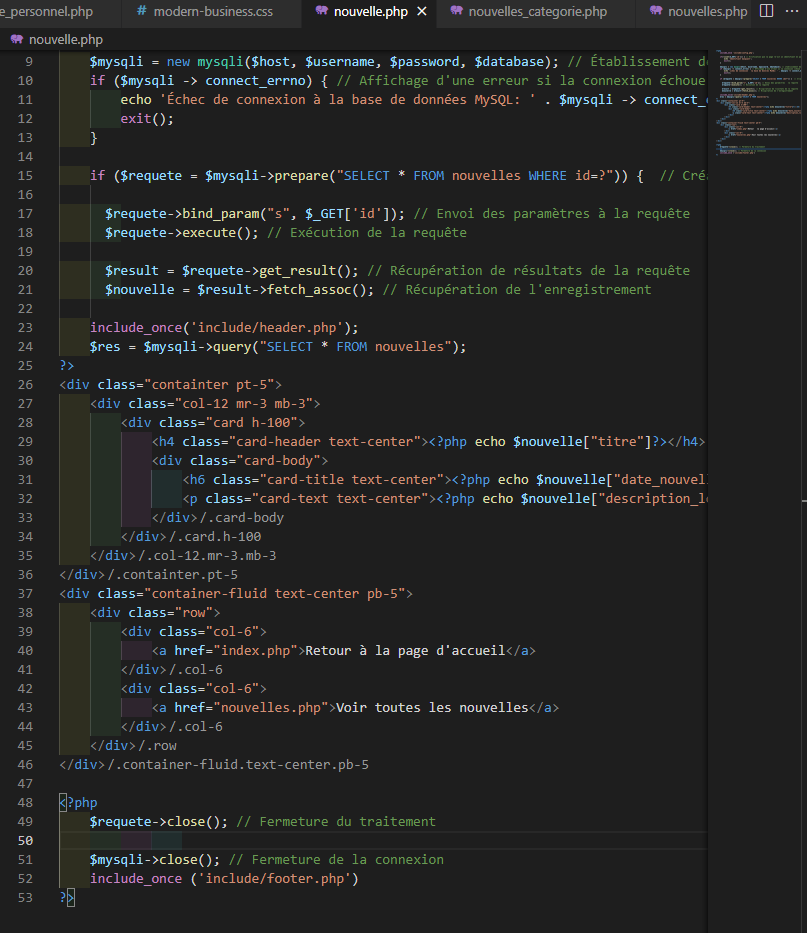 e_personnel.php # modern-business.css nouvelle.php × nouvelles_categorie.php nouvelles.php ···
nouvelle.php
9 $mysqli = new mysqli($host, $username, $password, $database); // Établissement d
10 if ($mysqli -> connect_errno) { // Affichage d'une erreur si la connexion échoue
11 echo 'Échec de connexion à la base de données MySQL: ' . $mysqli -> connect_
12 exit();
13 }
14
15 if ($requete = $mysqli->prepare("SELECT * FROM nouvelles WHERE id=?")) { // Cré
16
17 $requete->bind_param("s", $_GET['id']); // Envoi des paramètres à la requête
18 $requete->execute(); // Exécution de la requête
19
20 $result = $requete->get_result(); // Récupération de résultats de la requête
21 $nouvelle = $result->fetch_assoc(); // Récupération de l'enregistrement
22
23 include_once('include/header.php');
24 $res = $mysqli->query("SELECT * FROM nouvelles");
25 ?>
26 <div class="containter pt-5">
27 <div class="col-12 mr-3 mb-3">
28 <div class="card h-100">
29 <h4 class="card-header text-center"><?php echo $nouvelle["titre"]?></h4>
30 <div class="card-body">
31 <h6 class="card-title text-center"><?php echo $nouvelle["date_nouvel
32 <p class="card-text text-center"><?php echo $nouvelle["description_l
33 </div>/.card-body
34 </div>/.card.h-100
35 </div>/.col-12.mr-3.mb-3
36 </div>/.containter.pt-5
37 <div class="container-fluid text-center pb-5">
38 <div class="row">
39 <div class="col-6">
40 <a href="index.php">Retour à la page d'accueil</a>
41 </div>/.col-6
42 <div class="col-6">
43 <a href="nouvelles.php">Voir toutes les nouvelles</a>
44 </div>/.col-6
45 </div>/.row
46 </div>/.container-fluid.text-center.pb-5
47
48 <?php
49 $requete->close(); // Fermeture du traitement
50
51 $mysqli->close(); // Fermeture de la connexion
52 include_once ('include/footer.php')
53 ?>